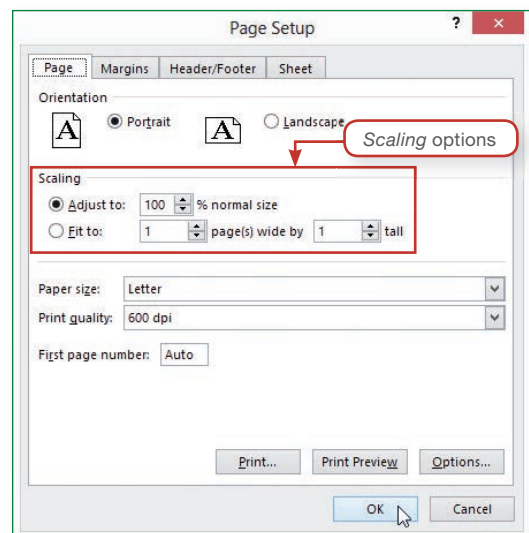 Page Setup ? ×
Page Margins Header/Footer Sheet
Orientation
A Portrait A Landscape
Scaling options
Scaling
Adjust to: 100 % normal size
Fit to: 1 page(s) wide by 1 tall
Paper size: Letter
Print quality: 600 dpi
First page number: Auto
Print... Print Preview Options...
OK Cancel